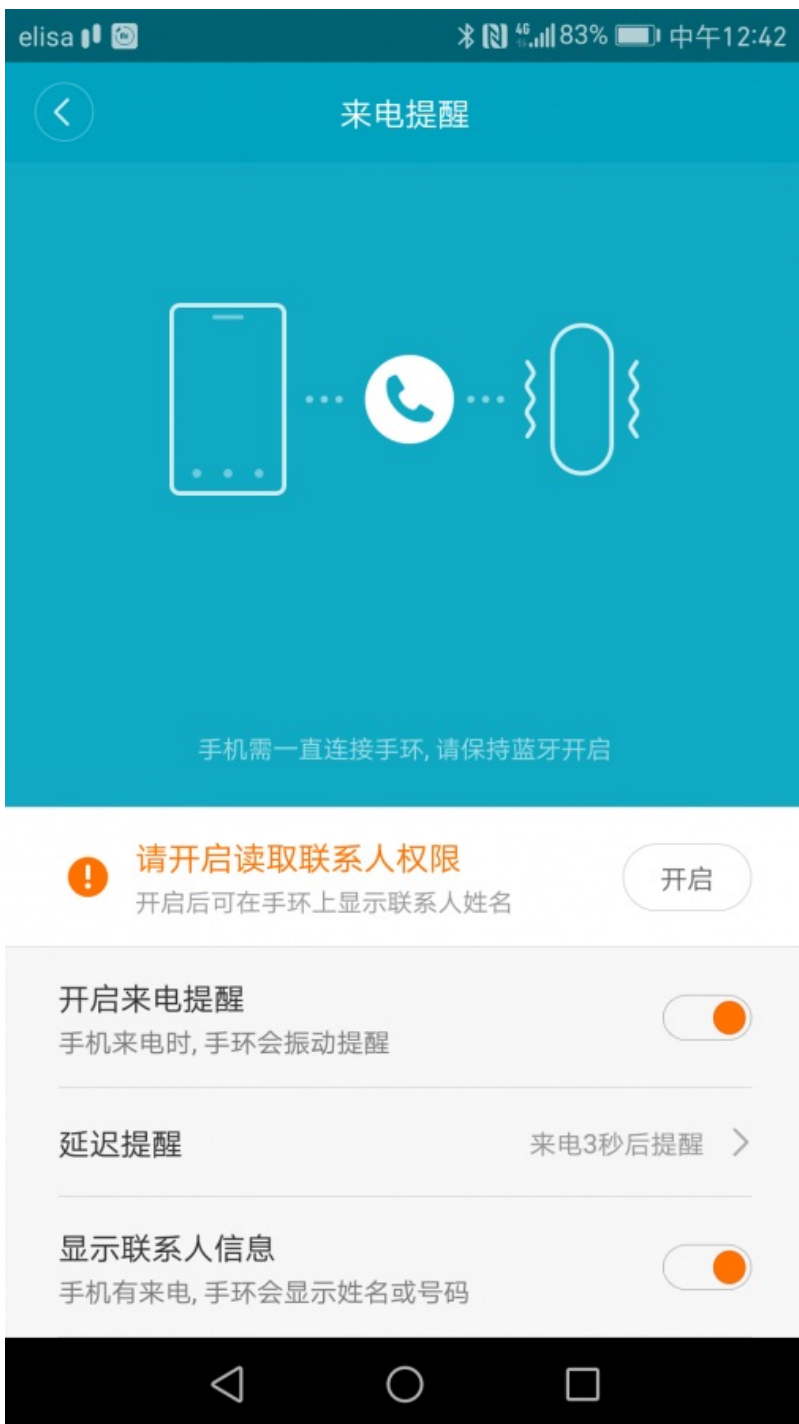 elisa 4G 83% 中午12:42
来电提醒
手机需一直连接手环, 请保持蓝牙开启
请开启读取联系人权限
开启后可在手环上显示联系人姓名
开启
开启来电提醒
手机来电时, 手环会振动提醒
延迟提醒
来电3秒后提醒
显示联系人信息
手机有来电, 手环会显示姓名或号码